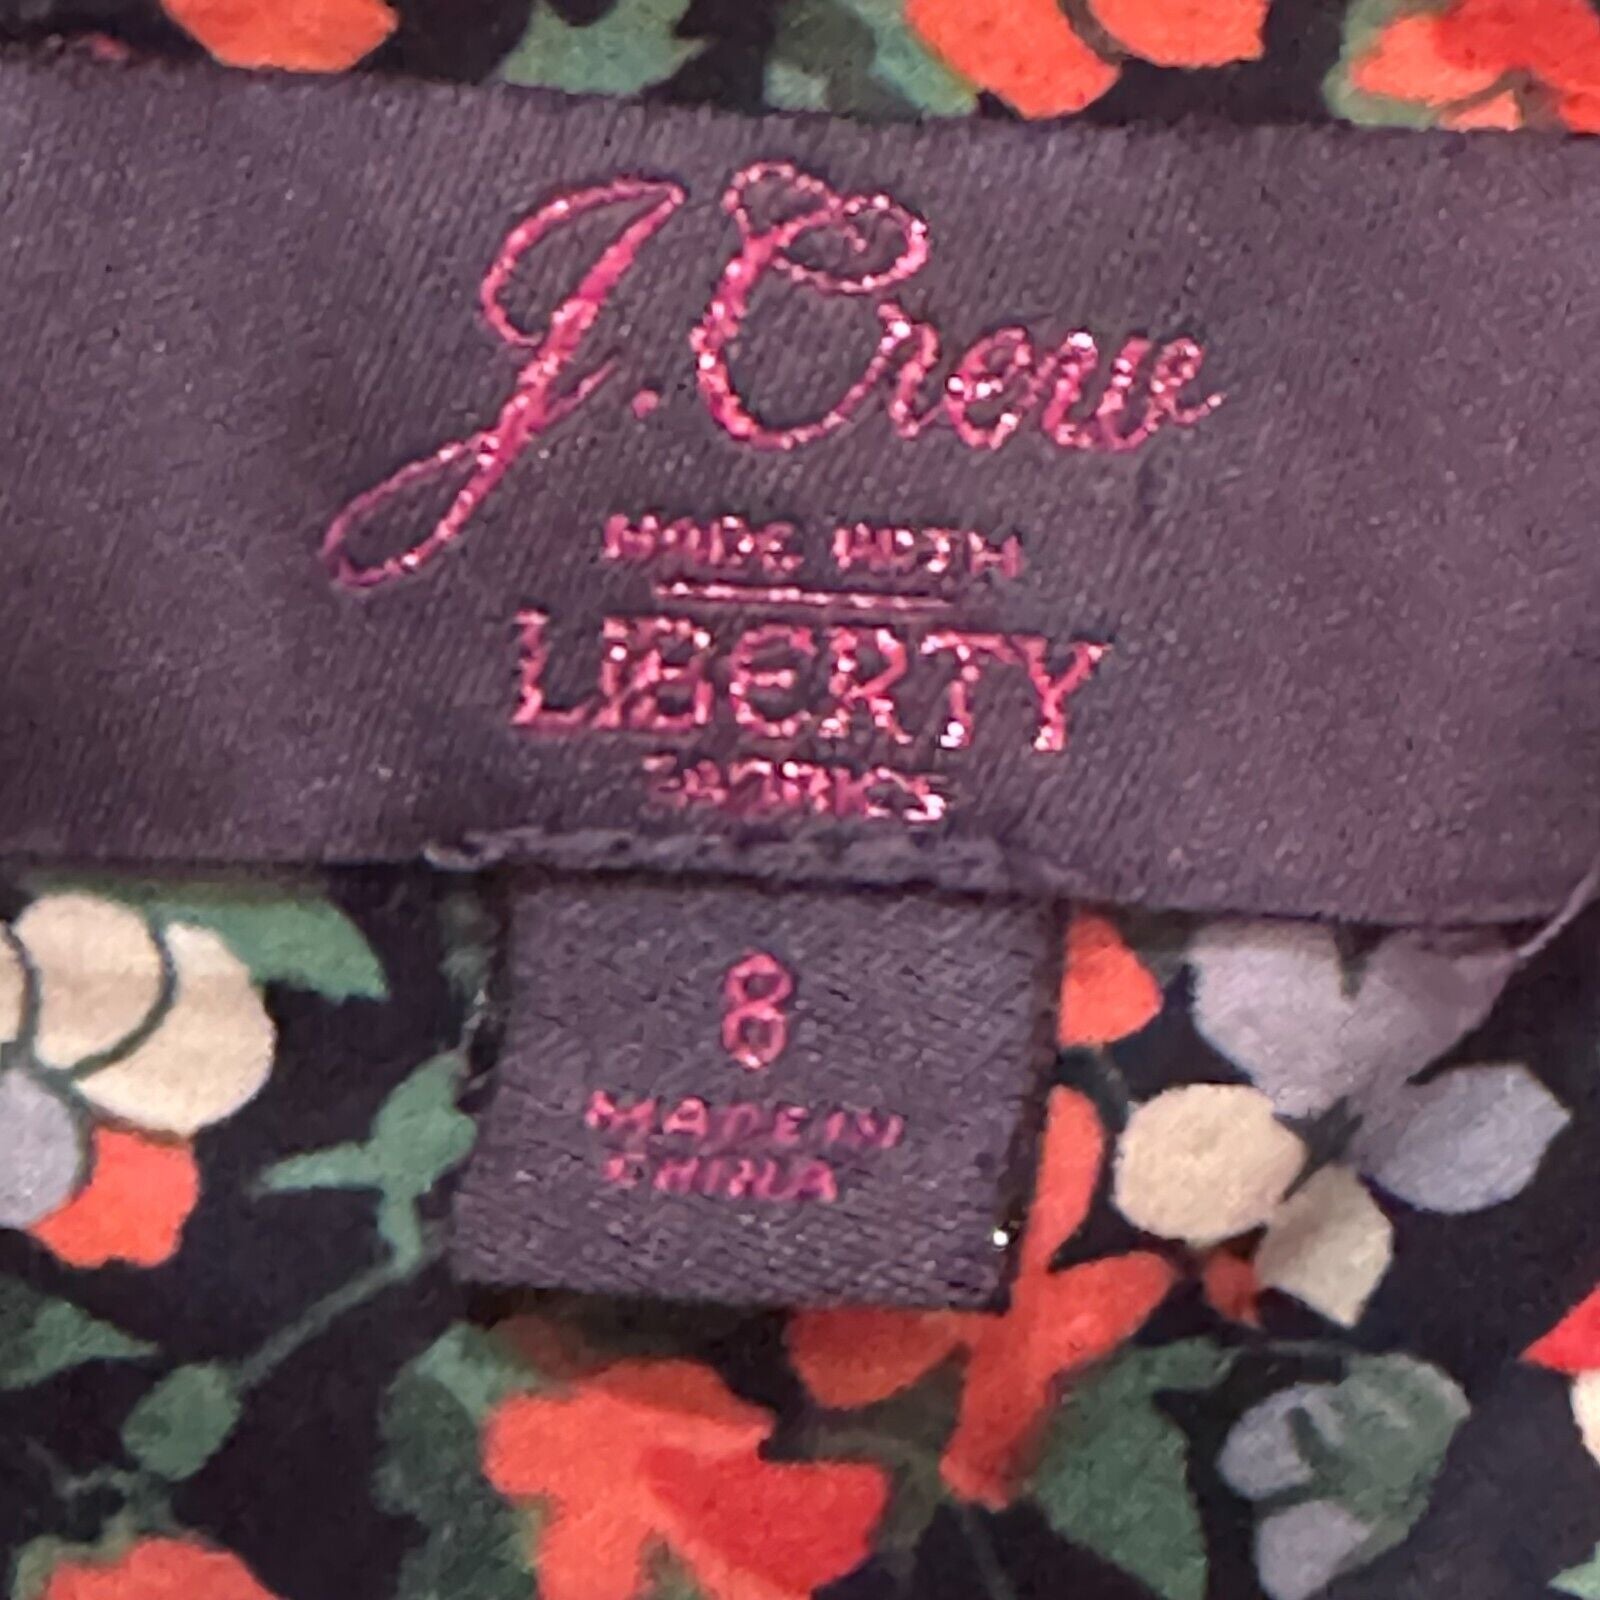 J.Crew
MADE WITH
LIBERTY
FABRICS
8
MADE IN
CHINA